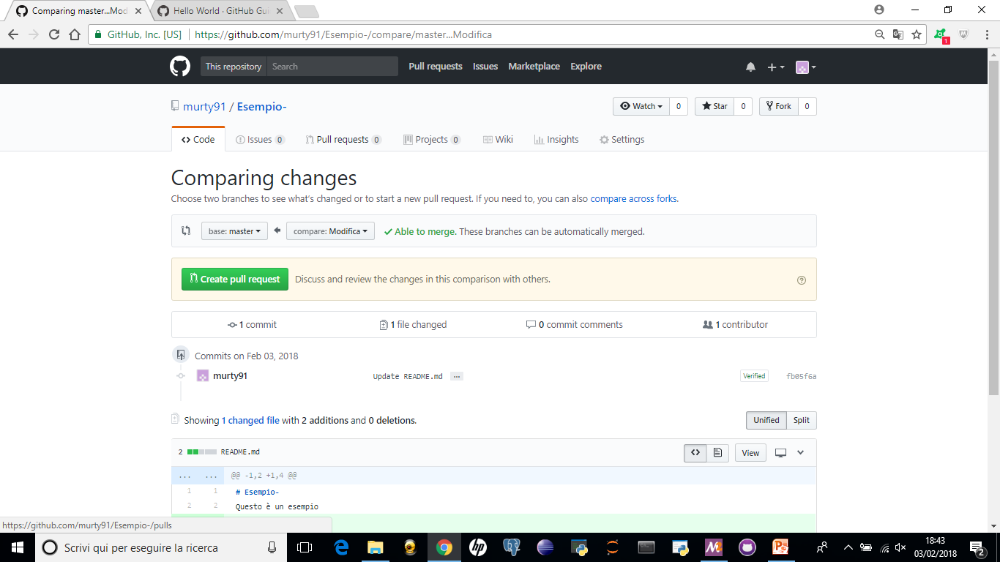 Comparing master...Mod
Hello World · GitHub Gui
GitHub, Inc. [US]
https://github.com/murty91/Esempio-/compare/master...Modifica
1
This repository
Search
Pull requests
Issues
Marketplace
Explore
murty91 / Esempio-
Watch 0
Star 0
Fork 0
Code
Issues 0
Pull requests 0
Projects 0
Wiki
Insights
Settings
Comparing changes
Choose two branches to see what's changed or to start a new pull request. If you need to, you can also compare across forks.
base: master
compare: Modifica
Able to merge. These branches can be automatically merged.
Create pull request
Discuss and review the changes in this comparison with others.
1 commit
1 file changed
0 commit comments
1 contributor
Commits on Feb 03, 2018
murty91
Update README.md
...
Verified
fb05f6a
Showing 1 changed file with 2 additions and 0 deletions.
Unified
Split
2
README.md
View
... ... @@ -1,2 +1,4 @@
1 1 # Esempio-
2 2 Questo è un esempio
https://github.com/murty91/Esempio-/pulls
Scrivi qui per eseguire la ricerca
18:43
03/02/2018
2